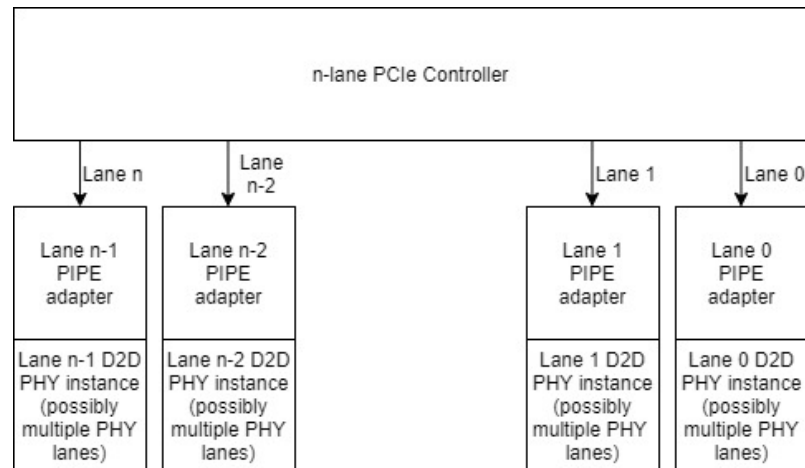 n-lane PCIe Controller
Lane n
Lane
n-2
Lane 1
Lane 0
Lane n-1
PIPE
adapter
Lane n-2
PIPE
adapter
Lane 1
PIPE
adapter
Lane 0
PIPE
adapter
Lane n-1 D2D
PHY instance
(possibly
multiple PHY
lanes)
Lane n-2 D2D
PHY instance
(possibly
multiple PHY
lanes)
Lane 1 D2D
PHY instance
(possibly
multiple PHY
lanes)
Lane 0 D2D
PHY instance
(possibly
multiple PHY
lanes)